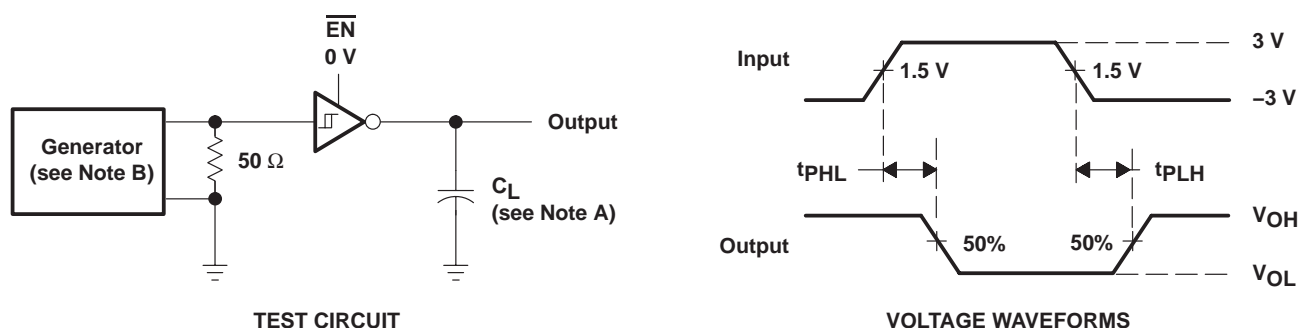 EN
0 V
Generator
(see Note B)
50 Ω
Output
CL
(see Note A)
TEST CIRCUIT
Input
1.5 V
1.5 V
3 V
–3 V
tPHL
tPLH
Output
50%
50%
VOH
VOL
VOLTAGE WAVEFORMS